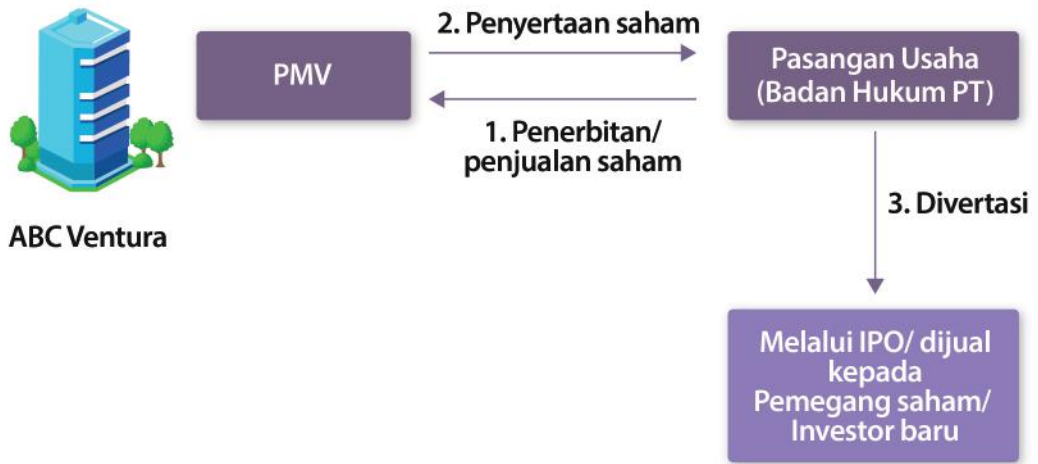 2. Penyertaan saham
PMV
Pasangan Usaha
(Badan Hukum PT)
1. Penerbitan/
penjualan saham
3. Divertasi
ABC Ventura
Melalui IPO/ dijual
kepada
Pemegang saham/
Investor baru